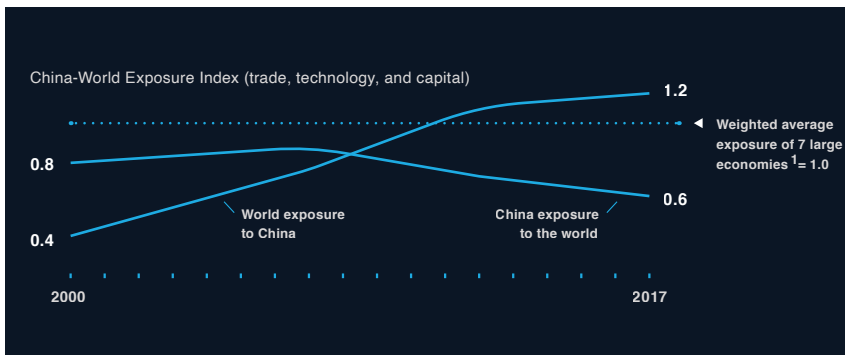 China-World Exposure Index (trade, technology, and capital)
1.2
Weighted average
exposure of 7 large
economies 1 = 1.0
0.8
0.6
World exposure
to China
China exposure
to the world
0.4
2000
2017